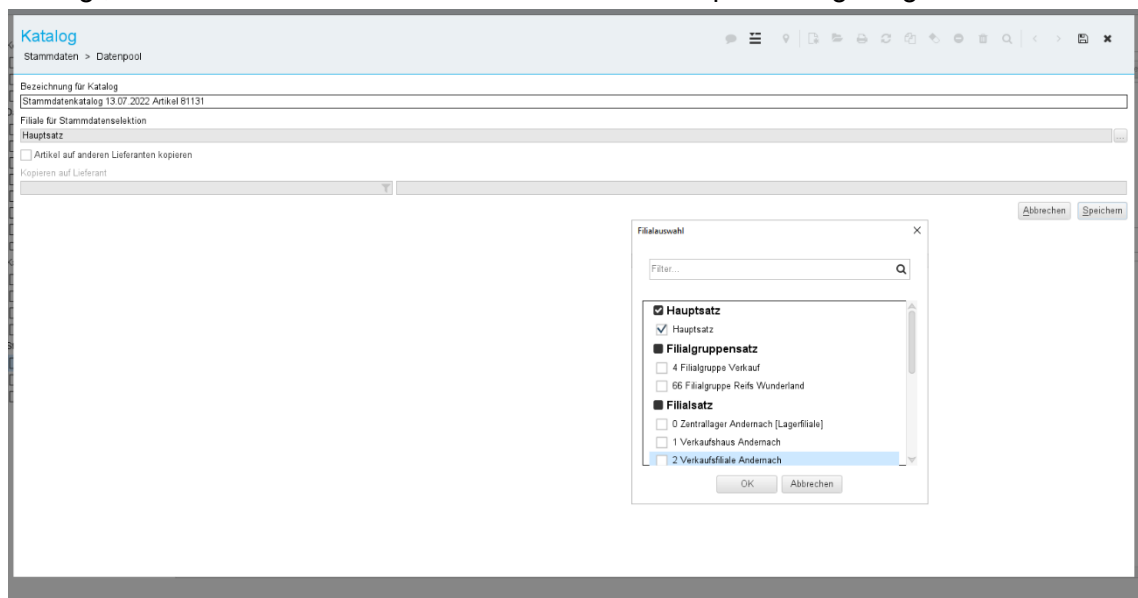 Katalog
Stammdaten > Datenpool
Bezeichnung für Katalog
Stammdatenkatalog 13.07.2022 Artikel 81131
Filiale für Stammdatenselektion
Hauptsatz
...
Artikel auf anderen Lieferanten kopieren
Kopieren auf Lieferant
Abbrechen Speichern
Filialauswahl
Filter...
Hauptsatz
Hauptsatz
Filialgruppensatz
4 Filialgruppe Verkauf
66 Filialgruppe Reifs Wunderland
Filialsatz
0 Zentrallager Andernach [Lagerfiliale]
1 Verkaufshaus Andernach
2 Verkaufsfiliale Andernach
OK Abbrechen